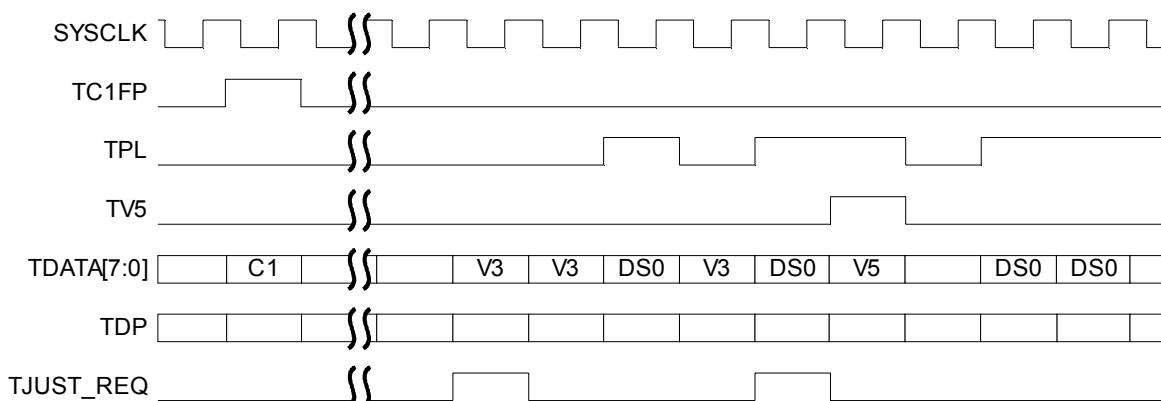 SYSCLK
TC1FP
TPL
TV5
TDATA[7:0] C1 V3 V3 DS0 V3 DS0 V5 DS0 DS0
TDP
TJUST_REQ